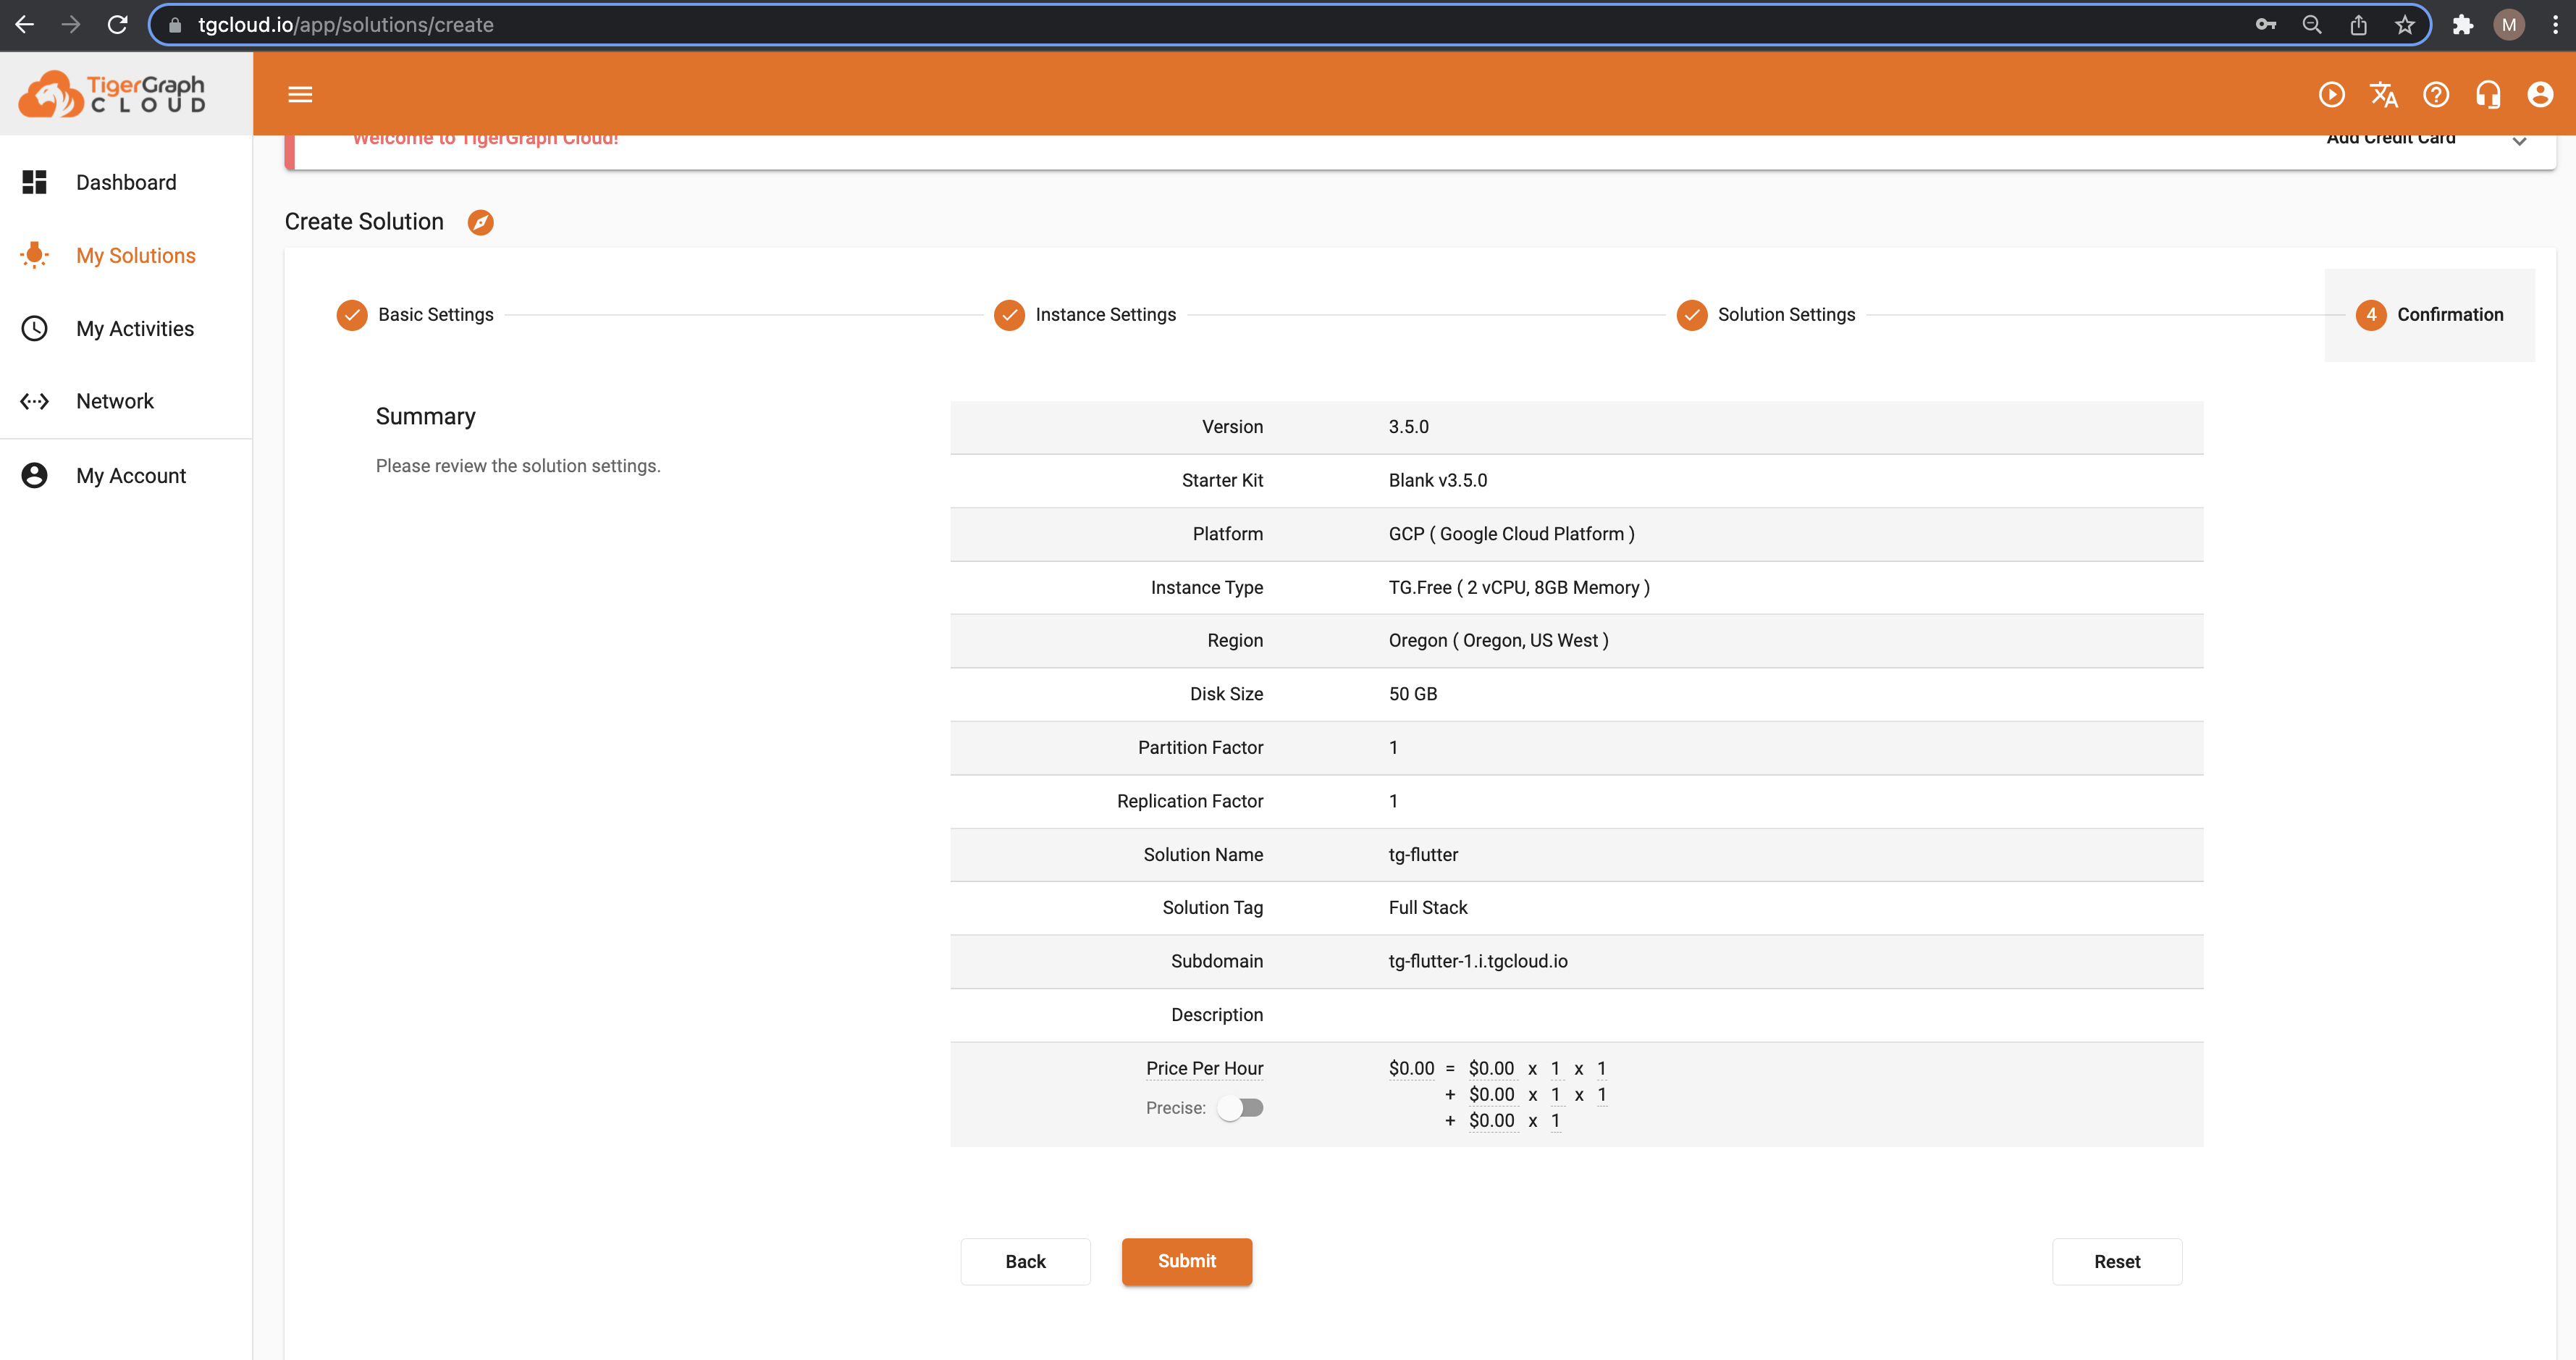 tgcloud.io/app/solutions/create
M
TigerGraph
CLOUD
Welcome to TigerGraph Cloud!
Add Credit Card
Dashboard
My Solutions
My Activities
Network
My Account
Create Solution
Basic Settings
Instance Settings
Solution Settings
4 Confirmation
Summary
Please review the solution settings.
Version 3.5.0
Starter Kit Blank v3.5.0
Platform GCP ( Google Cloud Platform )
Instance Type TG.Free ( 2 vCPU, 8GB Memory )
Region Oregon ( Oregon, US West )
Disk Size 50 GB
Partition Factor 1
Replication Factor 1
Solution Name tg-flutter
Solution Tag Full Stack
Subdomain tg-flutter-1.i.tgcloud.io
Description
Price Per Hour $0.00 = $0.00 x 1 x 1
+ $0.00 x 1 x 1
Precise:
+ $0.00 x 1
Back
Submit
Reset